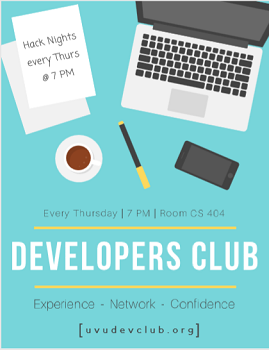 Hack Nights
every Thurs
@ 7 PM
Every Thursday | 7 PM | Room CS 404
DEVELOPERS CLUB
Experience - Network - Confidence
[uvudevclub.org]